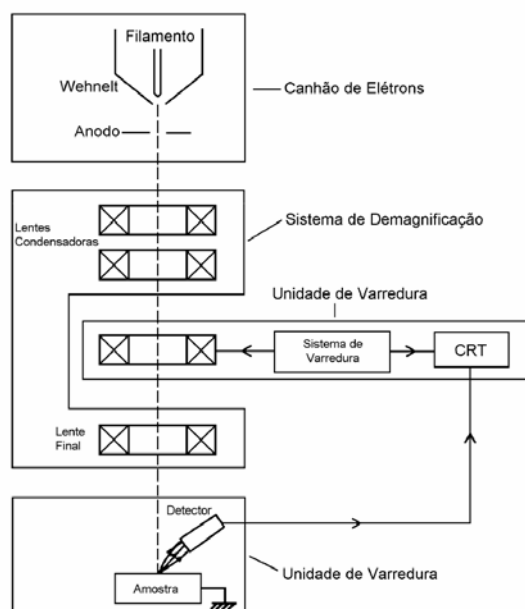 Filamento
Wehnelt
Canhão de Elétrons
Anodo
Lentes
Condensadoras
Sistema de Demagnificação
Unidade de Varredura
Sistema de
Varredura
CRT
Lente
Final
Detector
Amostra
Unidade de Varredura